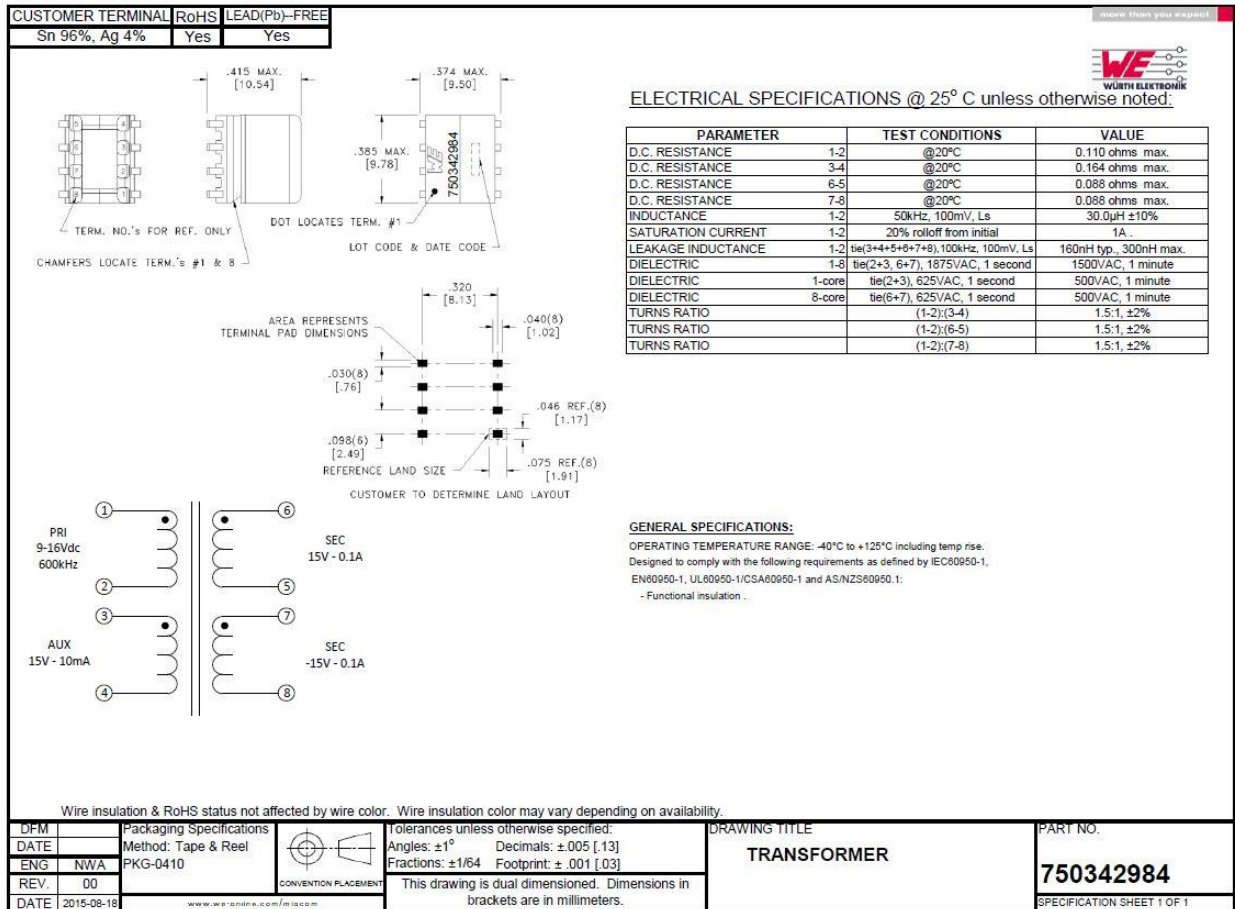 CUSTOMER TERMINAL RoHS LEAD(Pb)--FREE
Sn 96%, Ag 4% Yes Yes
more than you expect
WE
WÜRTH ELEKTRONIK
.415 MAX.
[10.54]
.374 MAX.
[9.50]
.385 MAX.
[9.78]
5 4
6 3
7 2
8 1
WE
750342984
TERM. NO.'s FOR REF. ONLY
DOT LOCATES TERM. #1
LOT CODE & DATE CODE
CHAMFERS LOCATE TERM.'s #1 & 8
ELECTRICAL SPECIFICATIONS @ 25° C unless otherwise noted:
PARAMETER TEST CONDITIONS VALUE
D.C. RESISTANCE 1-2 @20°C 0.110 ohms max.
D.C. RESISTANCE 3-4 @20°C 0.164 ohms max.
D.C. RESISTANCE 6-5 @20°C 0.088 ohms max.
D.C. RESISTANCE 7-8 @20°C 0.088 ohms max.
INDUCTANCE 1-2 50kHz, 100mV, Ls 30.0µH ±10%
SATURATION CURRENT 1-2 20% rolloff from initial 1A .
LEAKAGE INDUCTANCE 1-2 tie(3+4+5+6+7+8),100kHz, 100mV, Ls 160nH typ., 300nH max.
DIELECTRIC 1-8 tie(2+3, 6+7), 1875VAC, 1 second 1500VAC, 1 minute
DIELECTRIC 1-core tie(2+3), 625VAC, 1 second 500VAC, 1 minute
DIELECTRIC 8-core tie(6+7), 625VAC, 1 second 500VAC, 1 minute
TURNS RATIO (1-2):(3-4) 1.5:1, ±2%
TURNS RATIO (1-2):(6-5) 1.5:1, ±2%
TURNS RATIO (1-2):(7-8) 1.5:1, ±2%
.320
[8.13]
AREA REPRESENTS
TERMINAL PAD DIMENSIONS
.040(8)
[1.02]
.030(8)
[.76]
.046 REF.(8)
[1.17]
.098(6)
[2.49]
REFERENCE LAND SIZE
.075 REF.(8)
[1.91]
CUSTOMER TO DETERMINE LAND LAYOUT
1 6
PRI
9-16Vdc
600kHz
SEC
15V - 0.1A
2 5
3 7
AUX
15V - 10mA
SEC
-15V - 0.1A
4 8
GENERAL SPECIFICATIONS:
OPERATING TEMPERATURE RANGE: -40°C to +125°C including temp rise.
Designed to comply with the following requirements as defined by IEC60950-1,
EN60950-1, UL60950-1/CSA60950-1 and AS/NZS60950.1:
- Functional insulation .
Wire insulation & RoHS status not affected by wire color. Wire insulation color may vary depending on availability.
DFM
DATE
ENG NWA
REV. 00
DATE 2015-08-18
Packaging Specifications
Method: Tape & Reel
PKG-0410
www.we-online.com/midcom
CONVENTION PLACEMENT
Tolerances unless otherwise specified:
Angles: ±1° Decimals: ±.005 [.13]
Fractions: ±1/64 Footprint: ± .001 [.03]
This drawing is dual dimensioned. Dimensions in
brackets are in millimeters.
DRAWING TITLE
TRANSFORMER
PART NO.
750342984
SPECIFICATION SHEET 1 OF 1